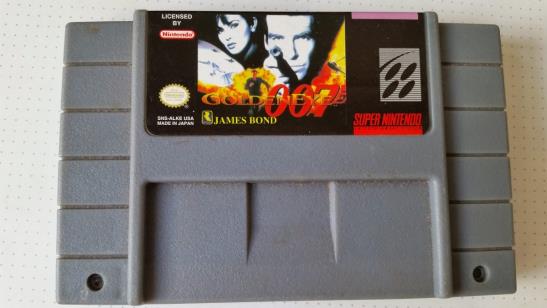 LICENSED
BY
Nintendo
GOLDENEYE
007
SNS-ALKE USA
MADE IN JAPAN
JAMES BOND
SUPER NINTENDO